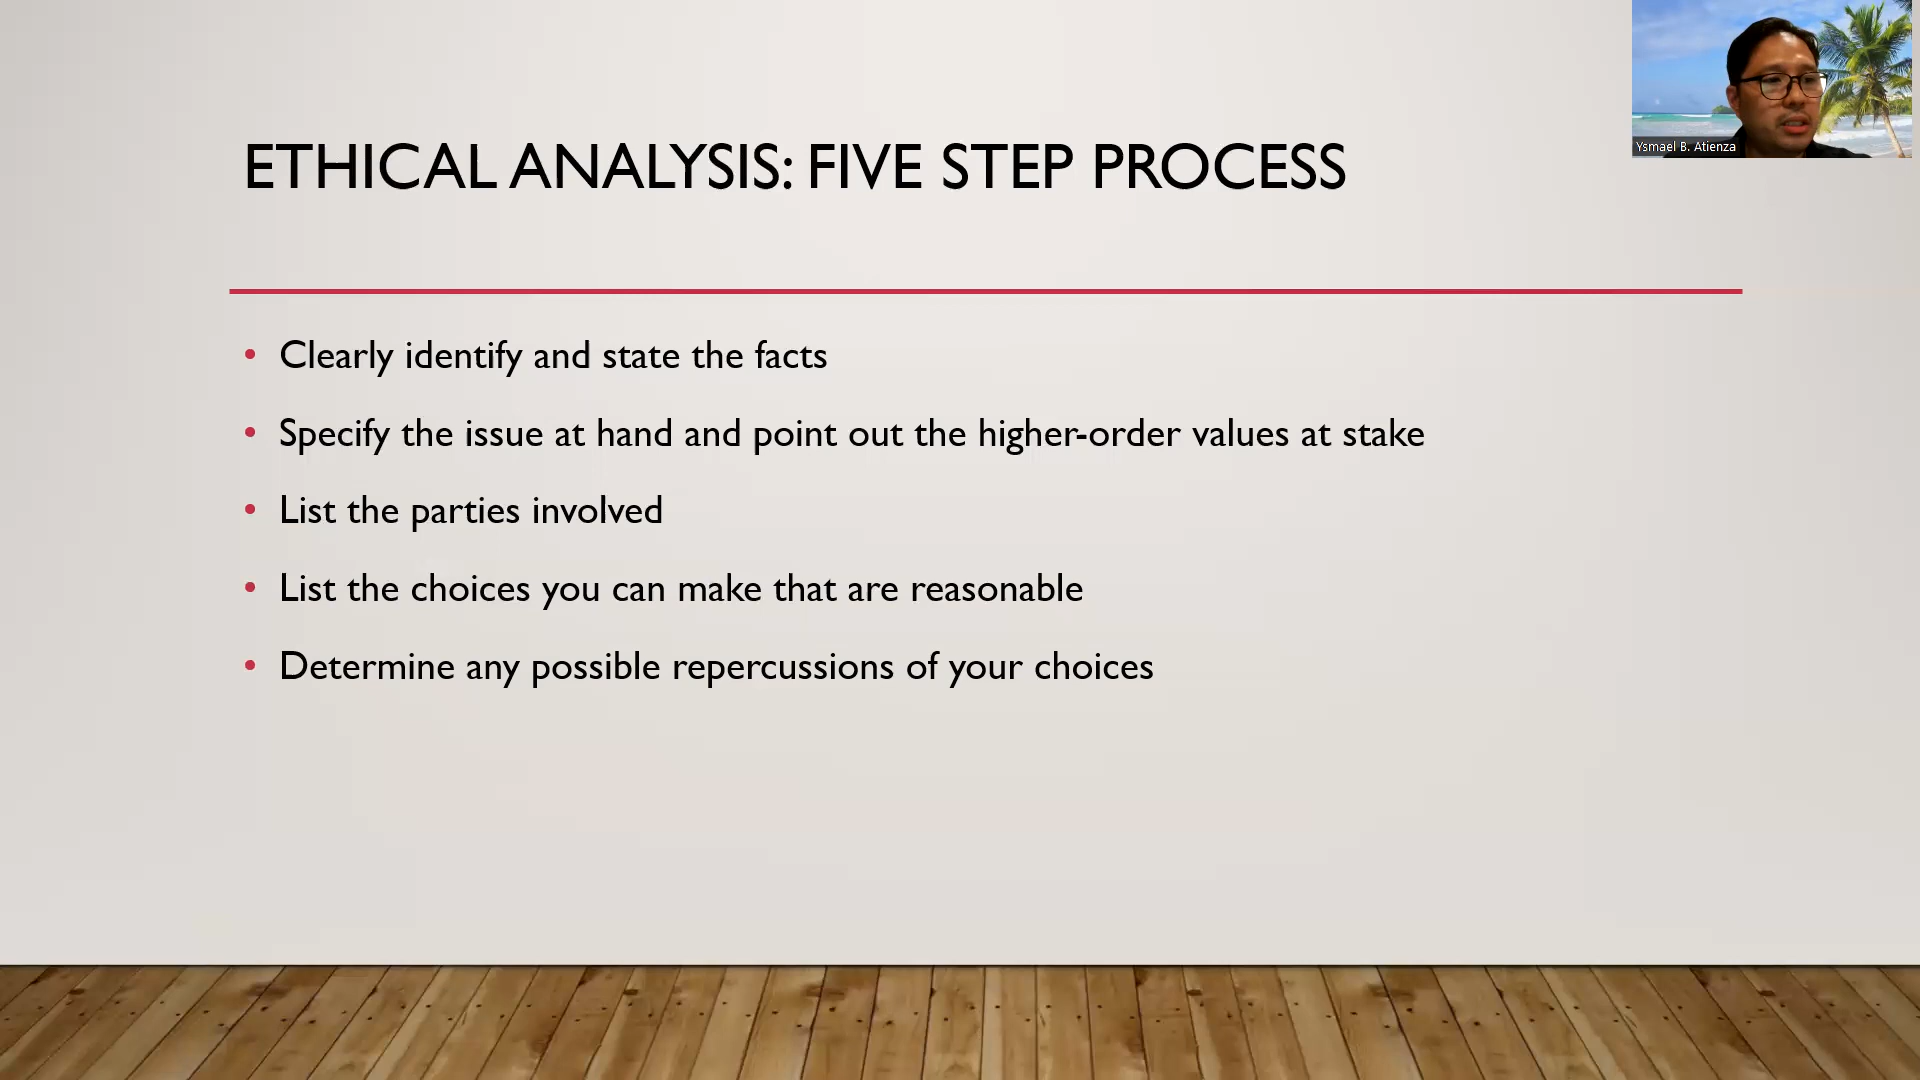 ETHICAL ANALYSIS: FIVE STEP PROCESS
• Clearly identify and state the facts
• Specify the issue at hand and point out the higher-order values at stake
• List the parties involved
• List the choices you can make that are reasonable
• Determine any possible repercussions of your choices
Ysmael B. Atienza